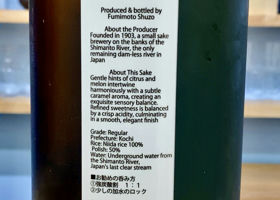 Produced & bottled by
Fumimoto Shuzo
About the Producer
Founded in 1903, a small sake
brewery on the banks of the
Shimanto River, the only
remaining dam-less river in
Japan
About This Sake
Gentle hints of citrus and
melon intertwine
harmoniously with a subtle
caramel aroma, creating an
exquisite sensory balance.
Refined sweetness is balanced
by a crisp acidity, culminating
in a smooth, elegant finish
Grade: Regular
Prefecture: Kochi
Rice: Niida rice 100%
Polish: 50%
Water: Underground water from
the Shimanto River,
Japan's last clear stream
■お勧めの呑み方
①強炭酸割 1：1
②少しの加水のロック